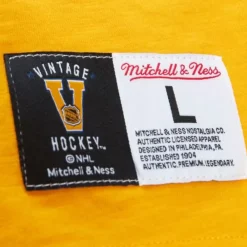 VINTAGE
V
HOCKEY™
© NHL
Mitchell & Ness
Mitchell & Ness
L
MITCHELL & NESS NOSTALGIA CO.
AUTHENTIC LICENSED APPAREL
DESIGNED IN PHILADELPHIA, PA.
ESTABLISHED 1904
AUTHENTIC, PREMIUM, LEGENDARY.